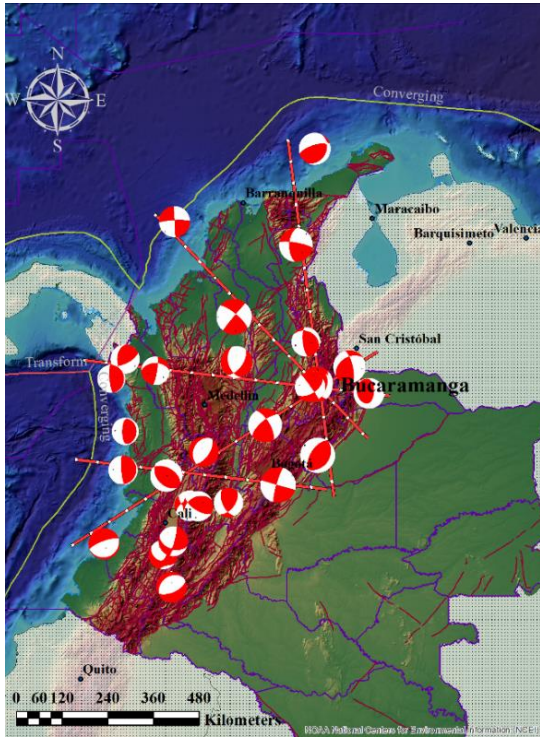 N
W E
S
Converging
Barranquilla
Maracaibo
Barquisimeto
Valencia
San Cristóbal
Transform
Converging
Bucaramanga
Medellín
Bogotá
Cali
Quito
0 60 120 240 360 480
Kilometers
NOAA National Centers for Environmental Information (NCEI)